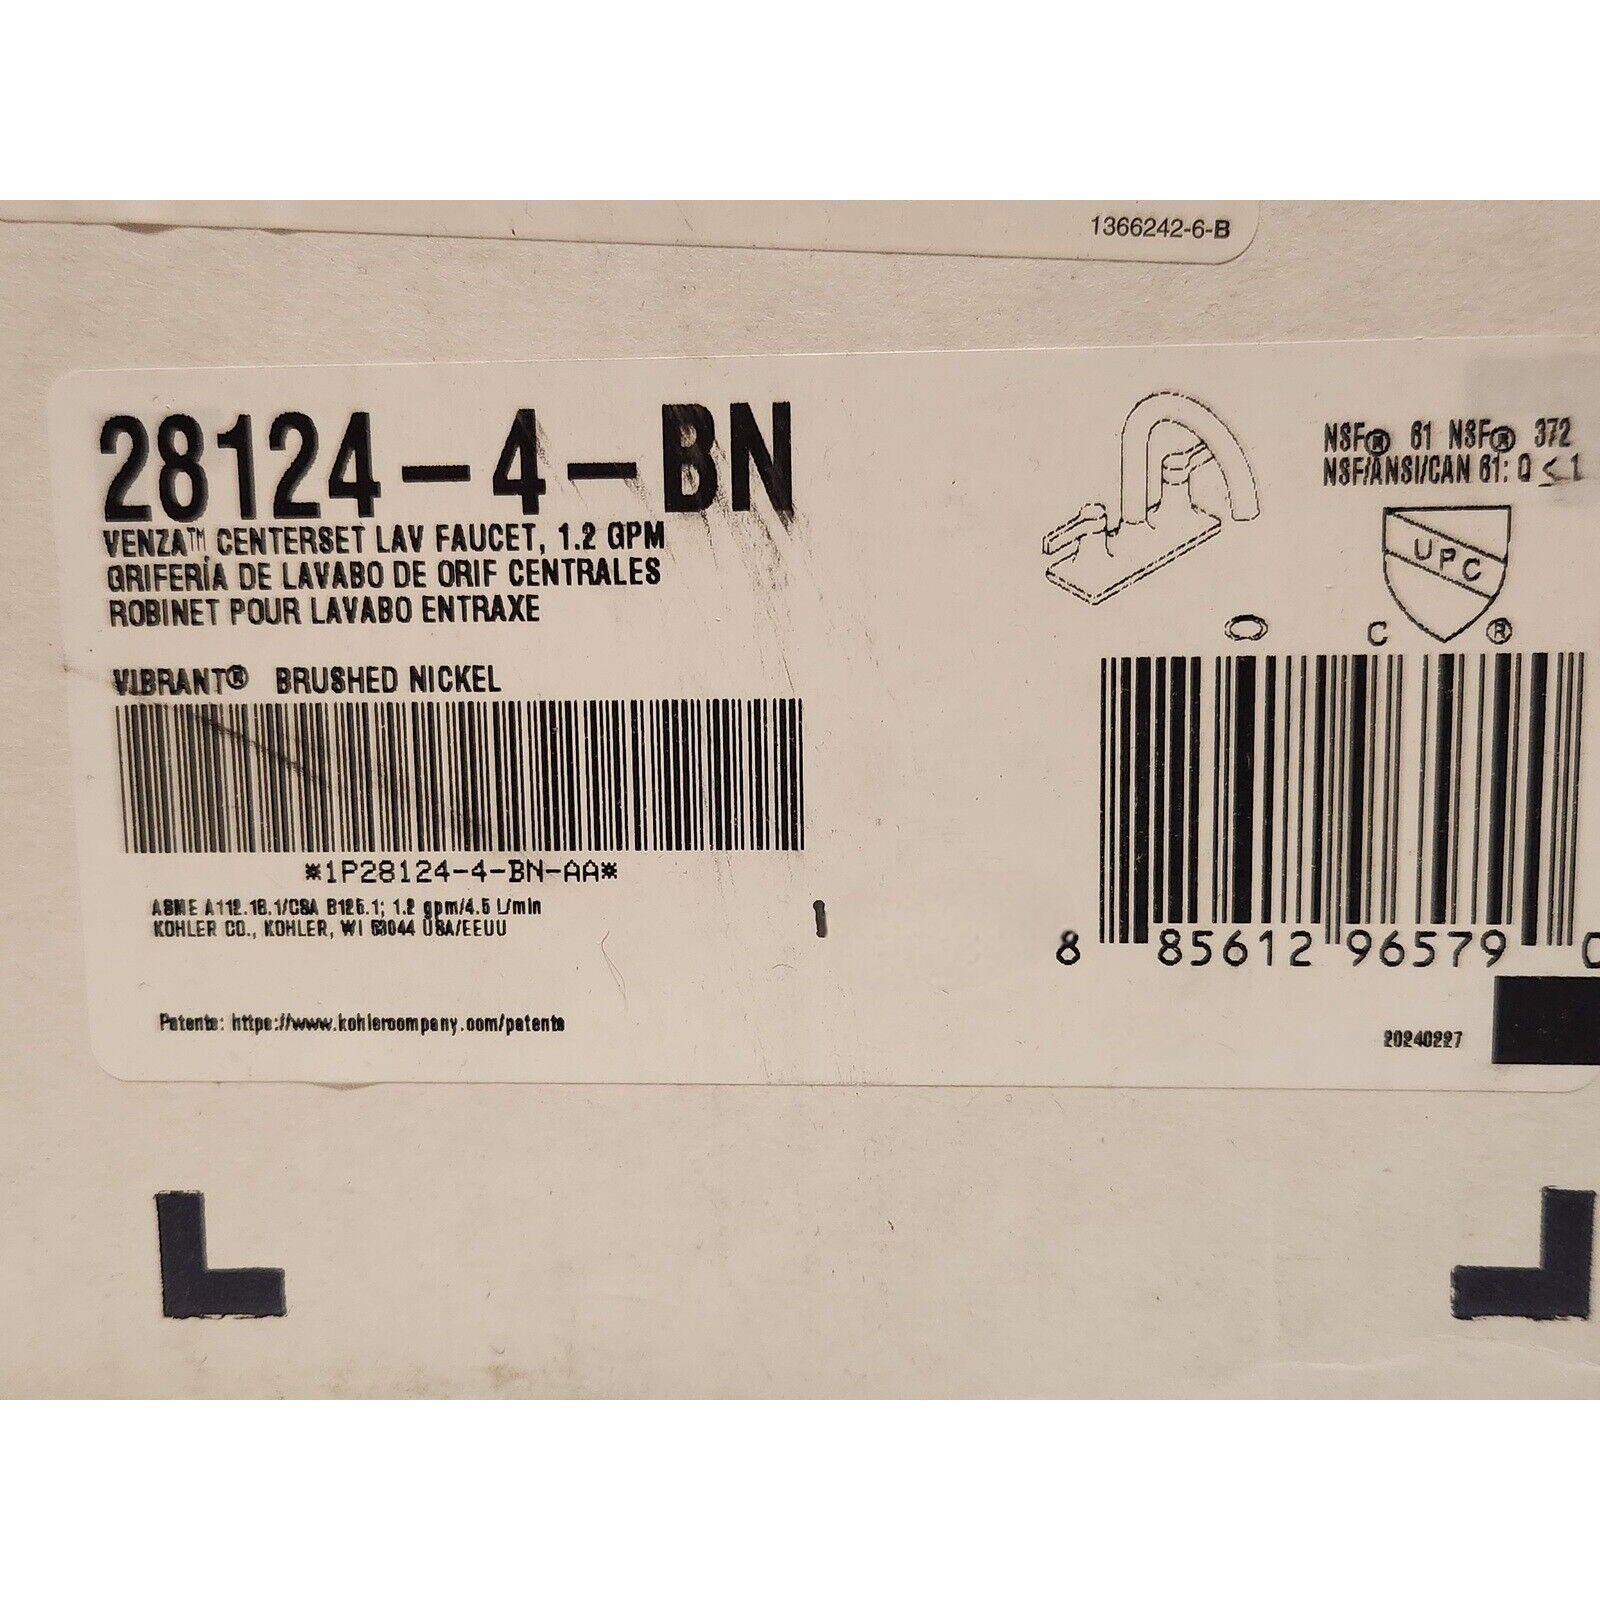 1366242-6-B
28124-4-BN
VENZA™ CENTERSET LAV FAUCET, 1.2 GPM
GRIFERÍA DE LAVABO DE ORIF CENTRALES
ROBINET POUR LAVABO ENTRAXE
VIBRANT® BRUSHED NICKEL
*1P28124-4-BN-AA*
ASME A112.18.1/CSA B125.1; 1.2 gpm/4.5 L/min
KOHLER CO., KOHLER, WI 53044 USA/EEUU
Patents: https://www.kohlercompany.com/patents
NSF® 61 NSF® 372
NSF/ANSI/CAN 61: Q ≤ 1
UPC
C ®
8 85612 96579 0
20240227